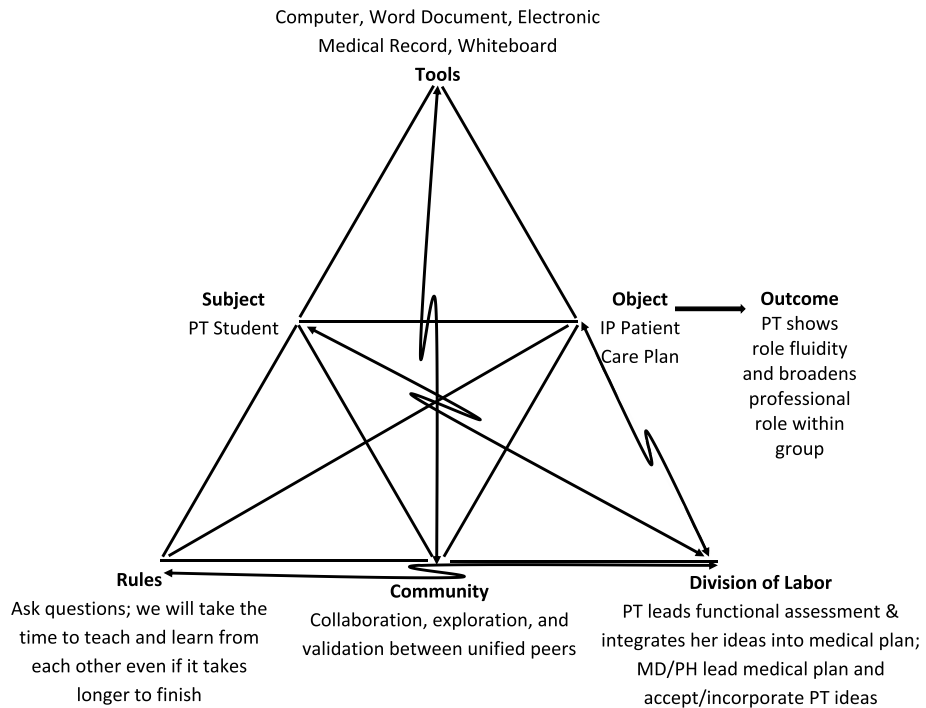 Computer, Word Document, Electronic
Medical Record, Whiteboard
Tools
Subject
PT Student
Object
IP Patient
Care Plan
Outcome
PT shows
role fluidity
and broadens
professional
role within
group
Rules
Ask questions; we will take the
time to teach and learn from
each other even if it takes
longer to finish
Community
Collaboration, exploration, and
validation between unified peers
Division of Labor
PT leads functional assessment &
integrates her ideas into medical plan;
MD/PH lead medical plan and
accept/incorporate PT ideas